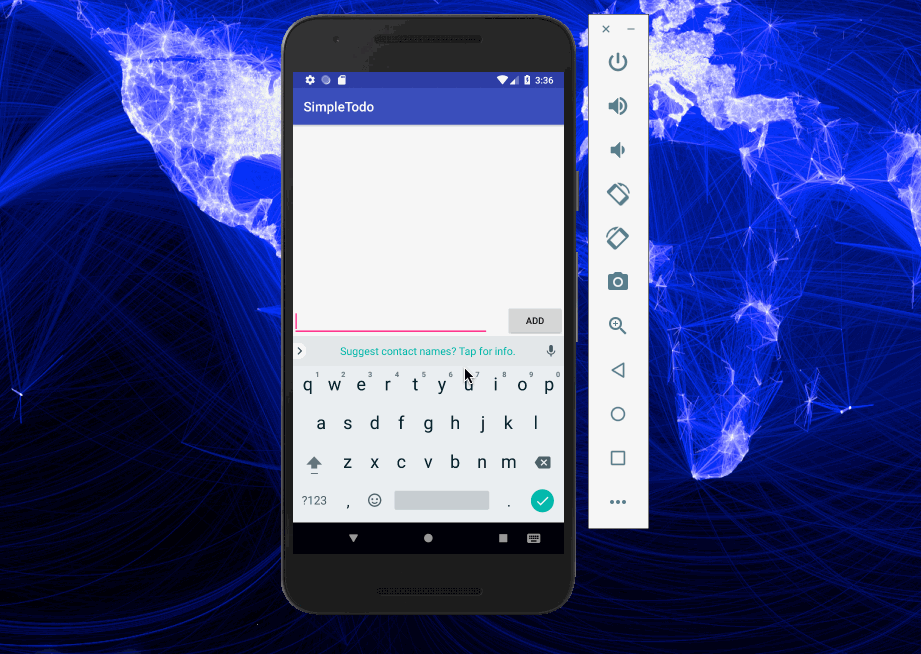 3:36
SimpleTodo
ADD
Suggest contact names? Tap for info.
1 2 3 4 5 6 7 8 9 0
q w e r t y u i o p
a s d f g h j k l
z x c v b n m
?123 , .